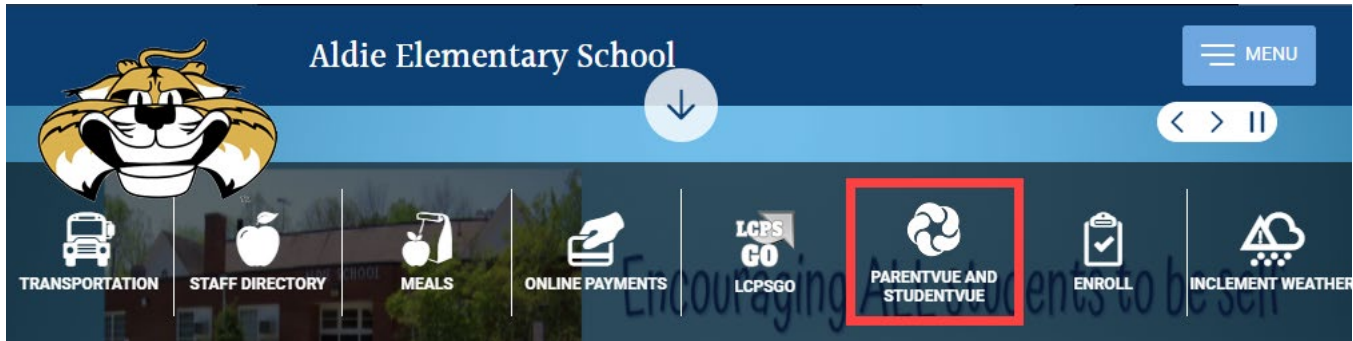 Aldie Elementary School
MENU
LCPS
GO
TRANSPORTATION
STAFF DIRECTORY
MEALS
ONLINE PAYMENTS
LCPSGO
PARENTVUE AND
STUDENTVUE
ENROLL
INCLEMENT WEATHER
SCHOOL
Encouraging ALL students to be self